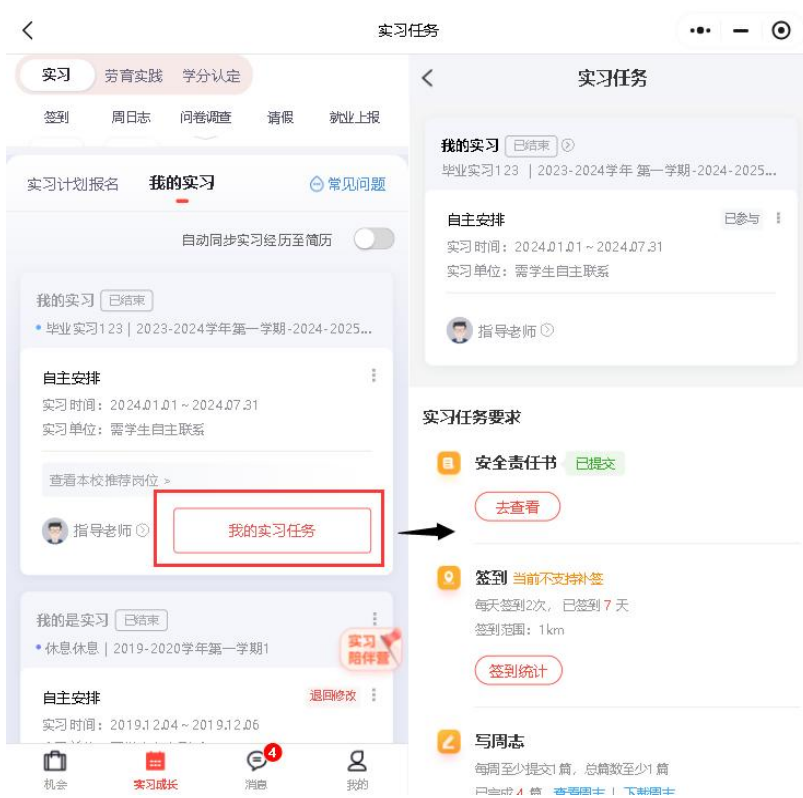 实习任务
实习 劳育实践 学分认定
签到 周日志 问卷调查 请假 就业上报
实习计划报名 我的实习 常见问题
自动同步实习经历至简历
我的实习 已结束
毕业实习123 | 2023-2024学年第一学期-2024-2025...
自主安排
实习时间：2024.01.01～2024.07.31
实习单位：需学生自主联系
查看本校推荐岗位 >
指导老师
我的实习任务
我的是实习 已结束
休息休息 | 2019-2020学年第一学期1
实习
陪伴营
自主安排 退回修改
实习时间：2019.12.04～2019.12.06
4
机会 实习成长 消息 我的
实习任务
我的实习 已结束
毕业实习123 | 2023-2024学年 第一学期-2024-2025...
自主安排 已参与
实习时间：2024.01.01～2024.07.31
实习单位：需学生自主联系
指导老师
实习任务要求
安全责任书 已提交
去查看
签到 当前不支持补签
每天签到2次，已签到 7 天
签到范围：1km
签到统计
写周志
每周至少提交1篇，总篇数至少1篇
已完成 4 篇 查看周志 | 下载周志